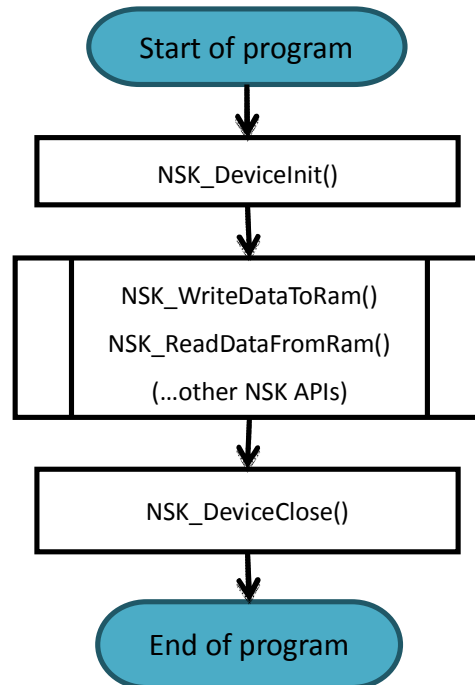 Start of program
NSK_DeviceInit()
NSK_WriteDataToRam()
NSK_ReadDataFromRam()
(...other NSK APIs)
NSK_DeviceClose()
End of program